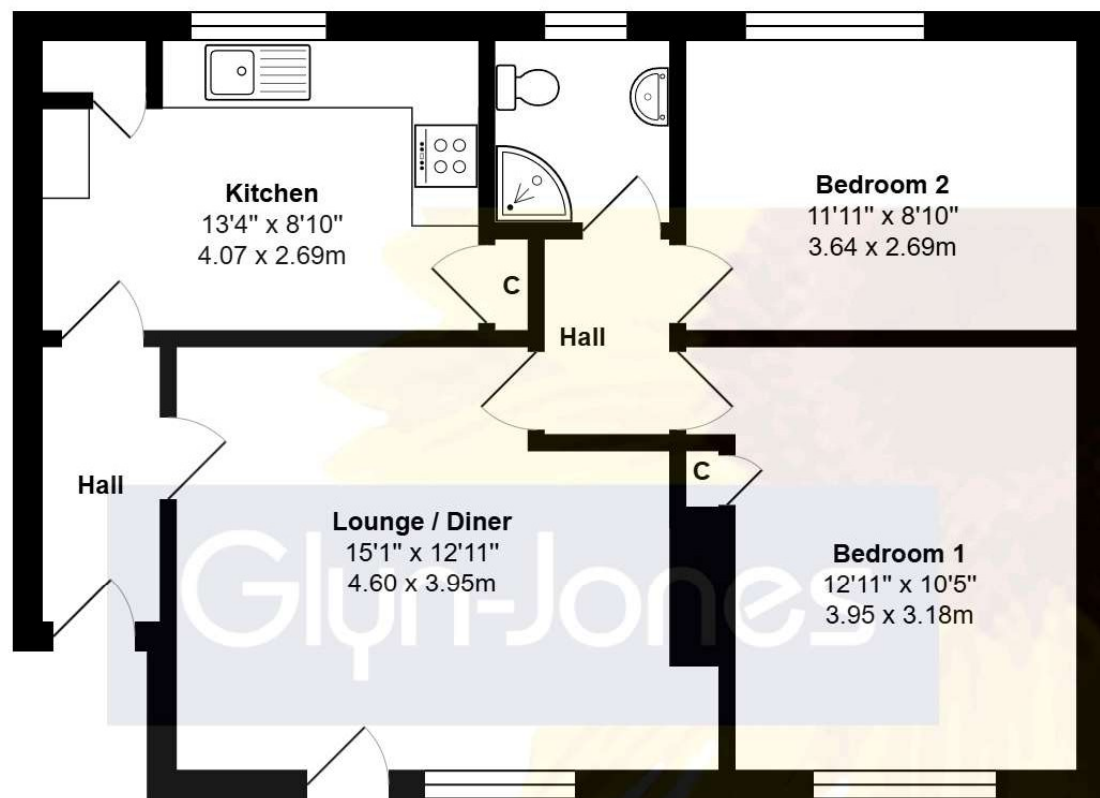 Kitchen
13'4" x 8'10"
4.07 x 2.69m
Bedroom 2
11'11" x 8'10"
3.64 x 2.69m
C
Hall
C
Hall
Lounge / Diner
15'1" x 12'11"
4.60 x 3.95m
Bedroom 1
12'11" x 10'5"
3.95 x 3.18m
Glyn-Jones